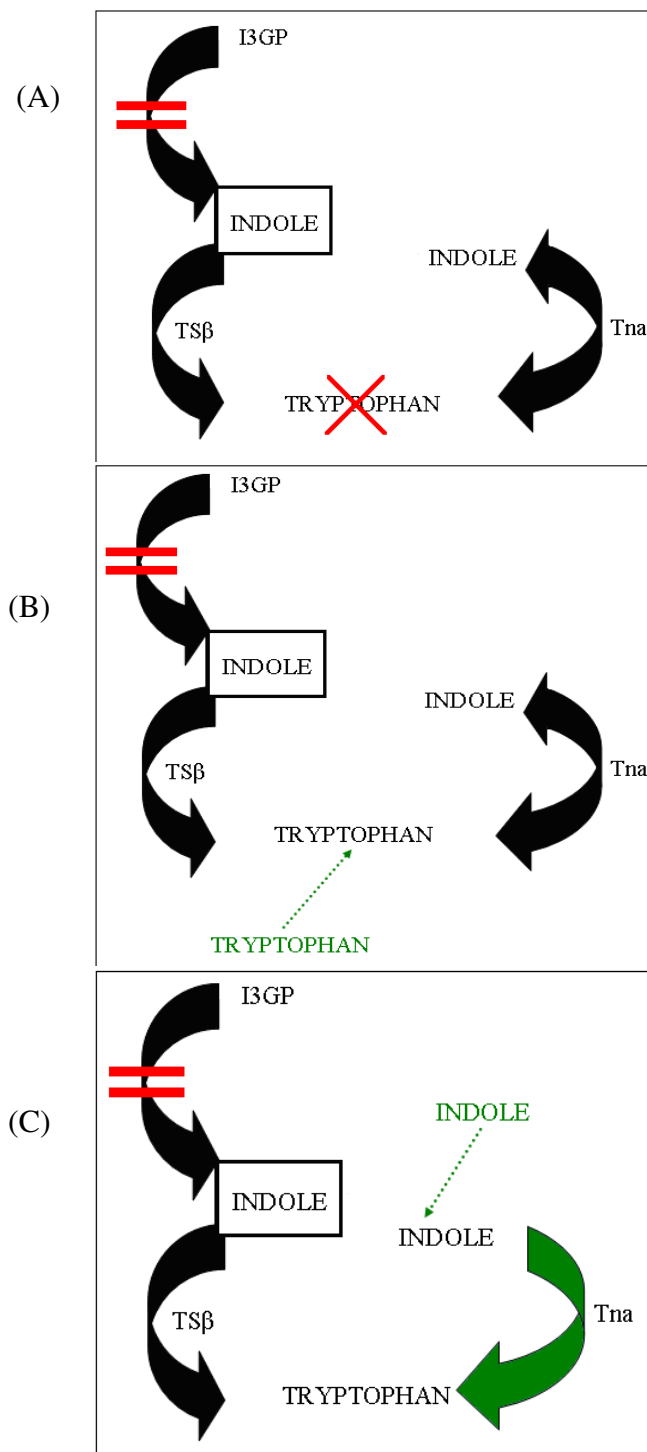 (A)
I3GP
INDOLE
INDOLE
TSβ
Tna
TRYPTOPHAN
(B)
I3GP
INDOLE
INDOLE
TSβ
Tna
TRYPTOPHAN
TRYPTOPHAN
(C)
I3GP
INDOLE
INDOLE
INDOLE
TSβ
Tna
TRYPTOPHAN